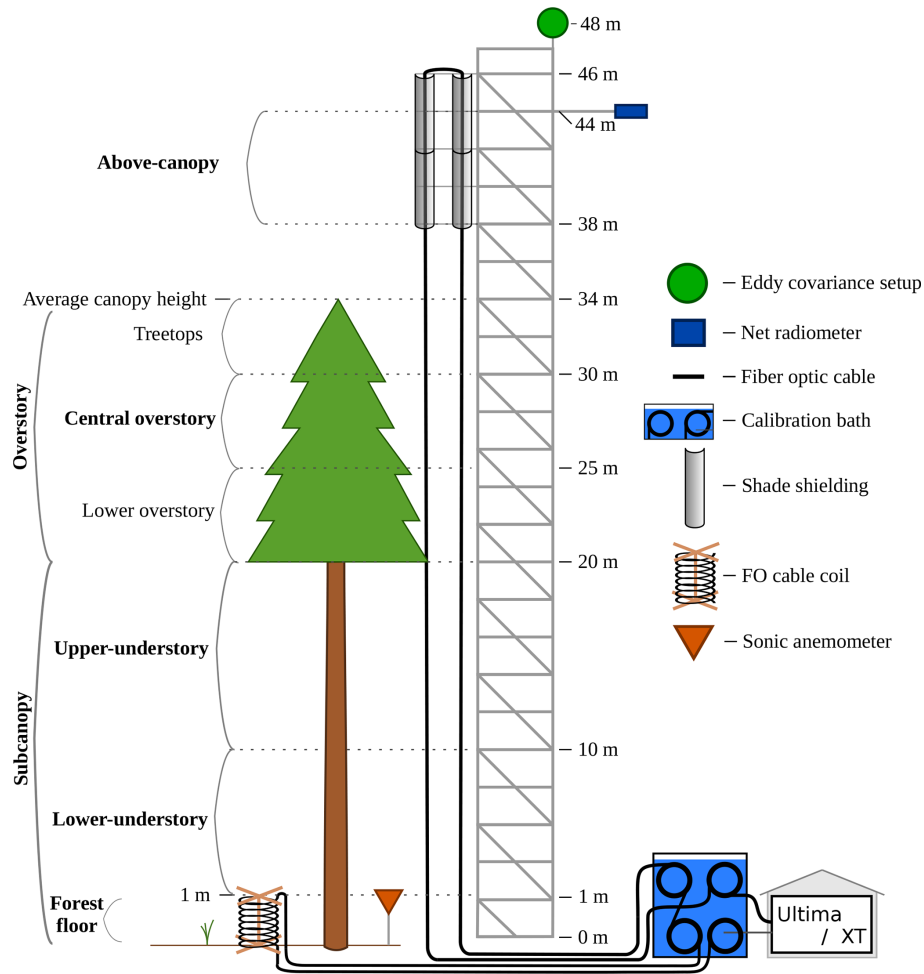 48 m
46 m
44 m
Above-canopy
38 m
Eddy covariance setup
Average canopy height
34 m
Treetops
Net radiometer
30 m
Fiber optic cable
Overstory
Central overstory
Calibration bath
25 m
Shade shielding
Lower overstory
20 m
FO cable coil
Upper-understory
Sonic anemometer
Subcanopy
10 m
Lower-understory
1 m
1 m
Forest
floor
Ultima
/ XT
0 m